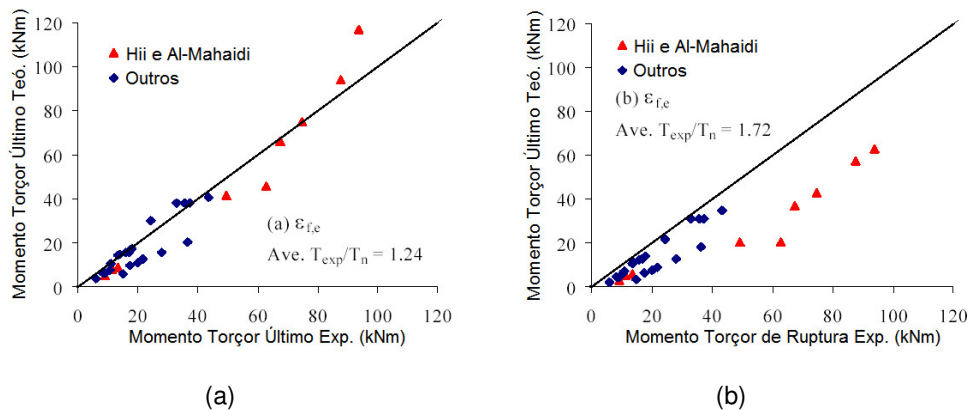 Momento Torçor Último Teó. (kNm)
120
100
80
60
40
20
0
Hii e Al-Mahaidi
Outros
(a) εf,e
Ave. Texp/Tn = 1.24
0 20 40 60 80 100 120
Momento Torçor Último Exp. (kNm)
(a)
Momento Torçor Último Teó. (kNm)
120
100
80
60
40
20
0
Hii e Al-Mahaidi
Outros
(b) εf,e
Ave. Texp/Tn = 1.72
0 20 40 60 80 100 120
Momento Torçor de Ruptura Exp. (kNm)
(b)